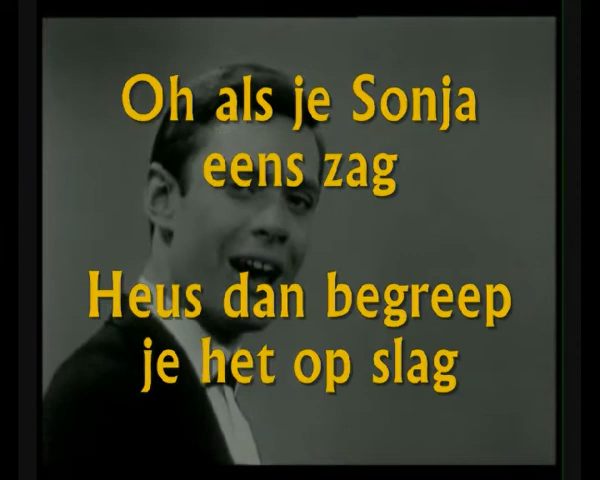 Oh als je Sonja
eens zag
Heus dan begreep
je het op slag